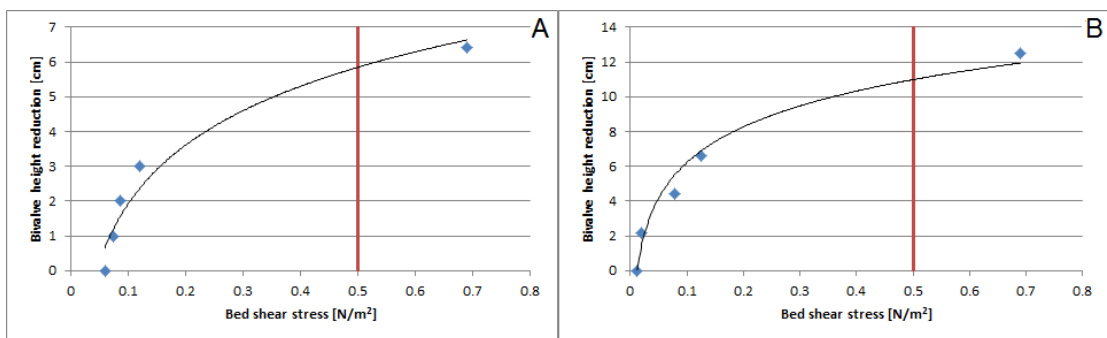 A
Bivalve height reduction [cm]
7
6
5
4
3
2
1
0
0 0.1 0.2 0.3 0.4 0.5 0.6 0.7 0.8
Bed shear stress [N/m²]
B
Bivalve height reduction [cm]
14
12
10
8
6
4
2
0
0 0.1 0.2 0.3 0.4 0.5 0.6 0.7 0.8
Bed shear stress [N/m²]